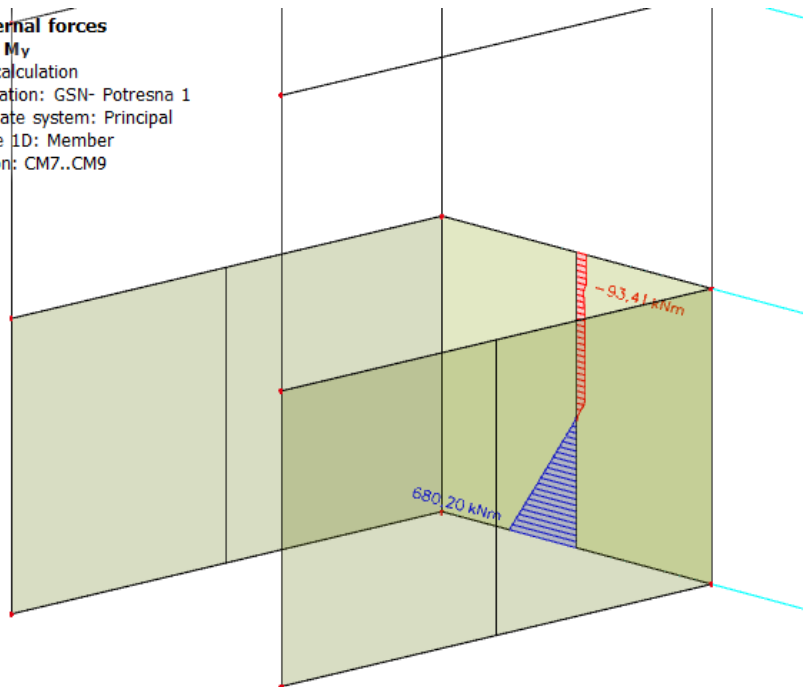 ernal forces
My
alculation
ation: GSN- Potresna 1
ate system: Principal
e 1D: Member
n: CM7..CM9
-93,41 kNm
680,20 kNm